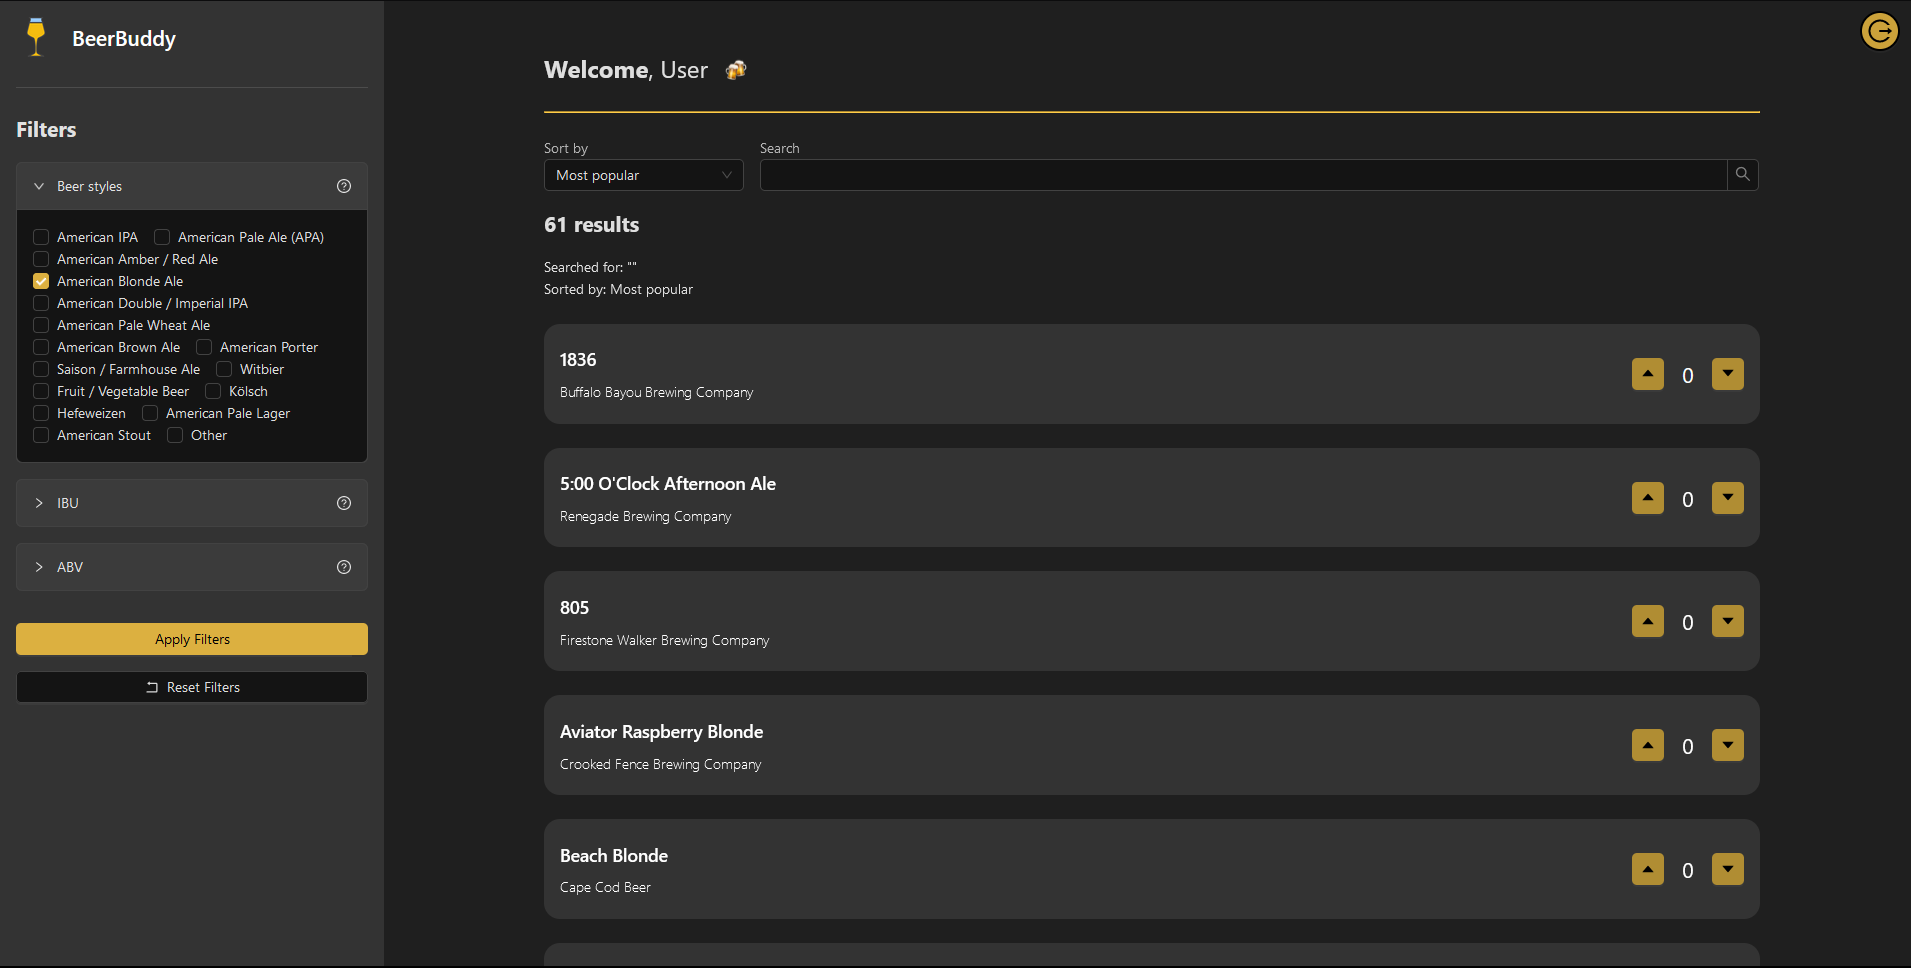 BeerBuddy
Filters
Beer styles
American IPA American Pale Ale (APA)
American Amber / Red Ale
American Blonde Ale
American Double / Imperial IPA
American Pale Wheat Ale
American Brown Ale American Porter
Saison / Farmhouse Ale Witbier
Fruit / Vegetable Beer Kölsch
Hefeweizen American Pale Lager
American Stout Other
IBU
ABV
Apply Filters
Reset Filters
Welcome, User
Sort by
Most popular
Search
61 results
Searched for: ""
Sorted by: Most popular
1836
Buffalo Bayou Brewing Company
0
5:00 O'Clock Afternoon Ale
Renegade Brewing Company
0
805
Firestone Walker Brewing Company
0
Aviator Raspberry Blonde
Crooked Fence Brewing Company
0
Beach Blonde
Cape Cod Beer
0